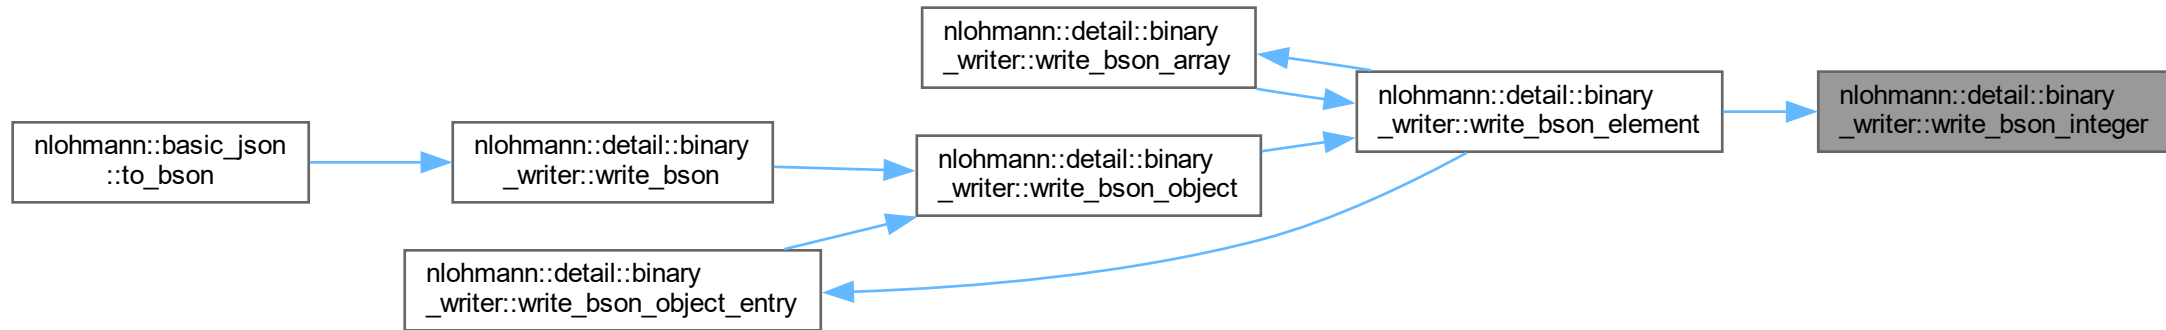 nlohmann::detail::binary
_writer::write_bson_array
nlohmann::detail::binary
_writer::write_bson_element
nlohmann::detail::binary
_writer::write_bson_integer
nlohmann::basic_json
::to_bson
nlohmann::detail::binary
_writer::write_bson
nlohmann::detail::binary
_writer::write_bson_object
nlohmann::detail::binary
_writer::write_bson_object_entry